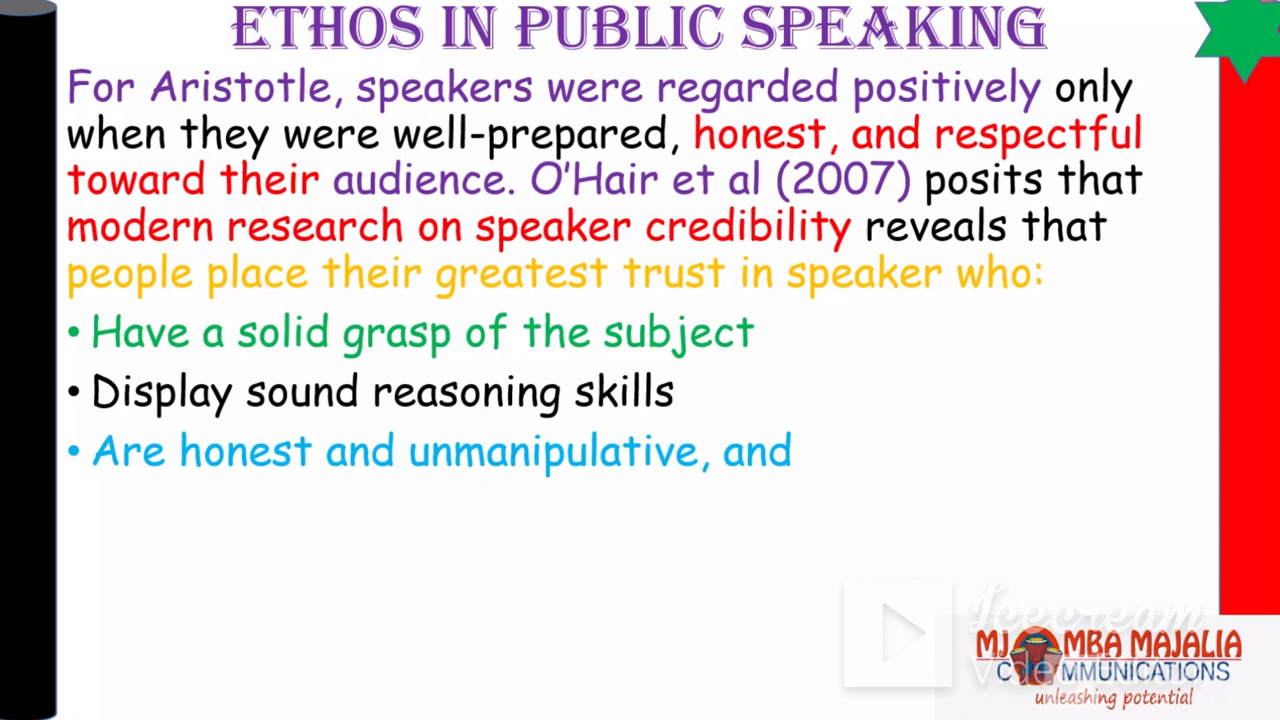 ETHOS IN PUBLIC SPEAKING
For Aristotle, speakers were regarded positively only
when they were well-prepared, honest, and respectful
toward their audience. O'Hair et al (2007) posits that
modern research on speaker credibility reveals that
people place their greatest trust in speaker who:
• Have a solid grasp of the subject
• Display sound reasoning skills
• Are honest and unmanipulative, and
Icecream
MJOMBA MAJALIA
COMMUNICATIONS
unleashing potential